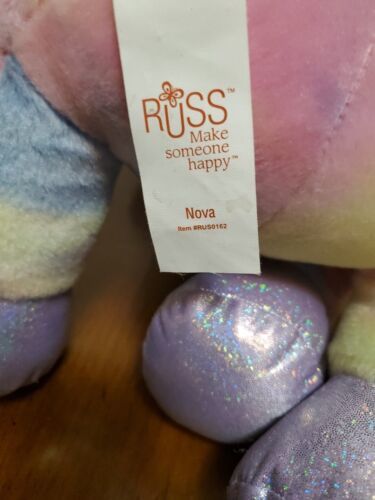 RUSS™
Make
someone
happy™
Nova
Item #RUS0162